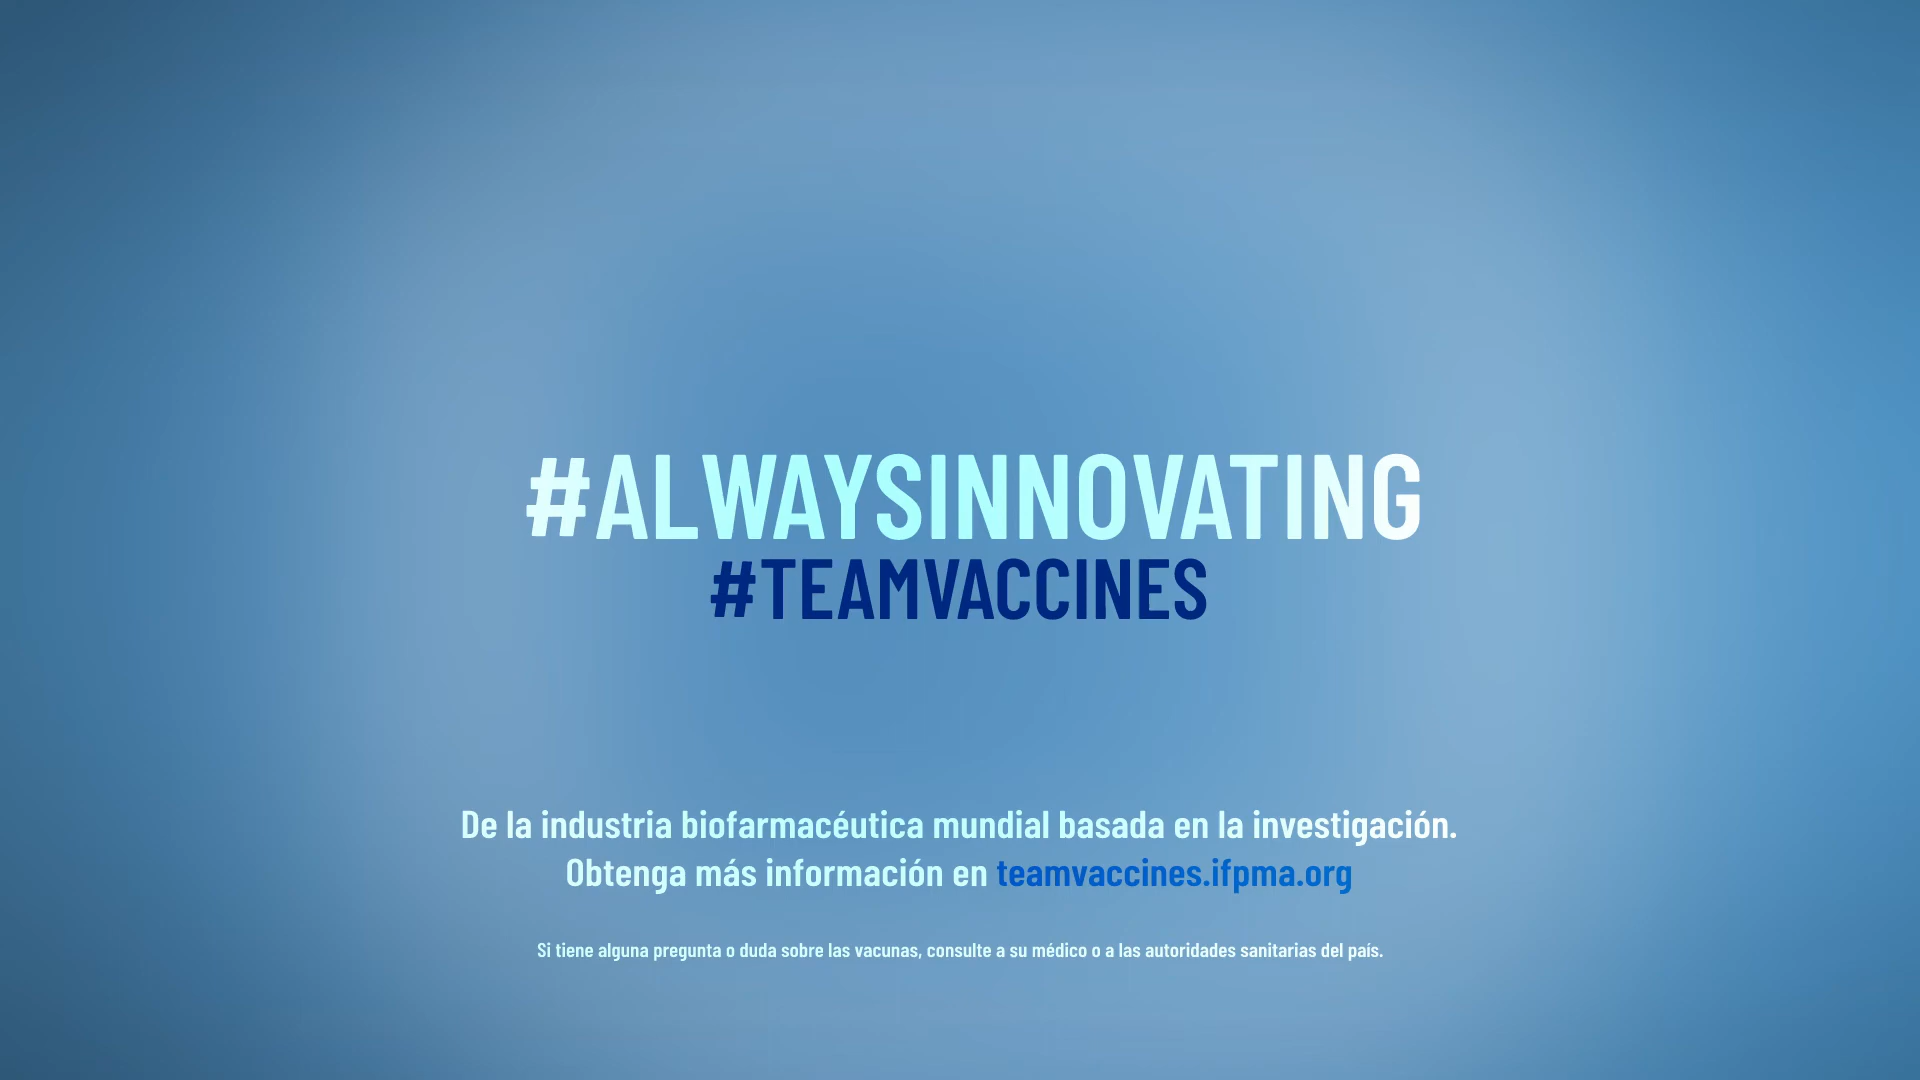 #ALWAYSINNOVATING
#TEAMVACCINES
De la industria biofarmacéutica mundial basada en la investigación.
Obtenga más información en teamvaccines.ifpma.org
Si tiene alguna pregunta o duda sobre las vacunas, consulte a su médico o a las autoridades sanitarias del país.